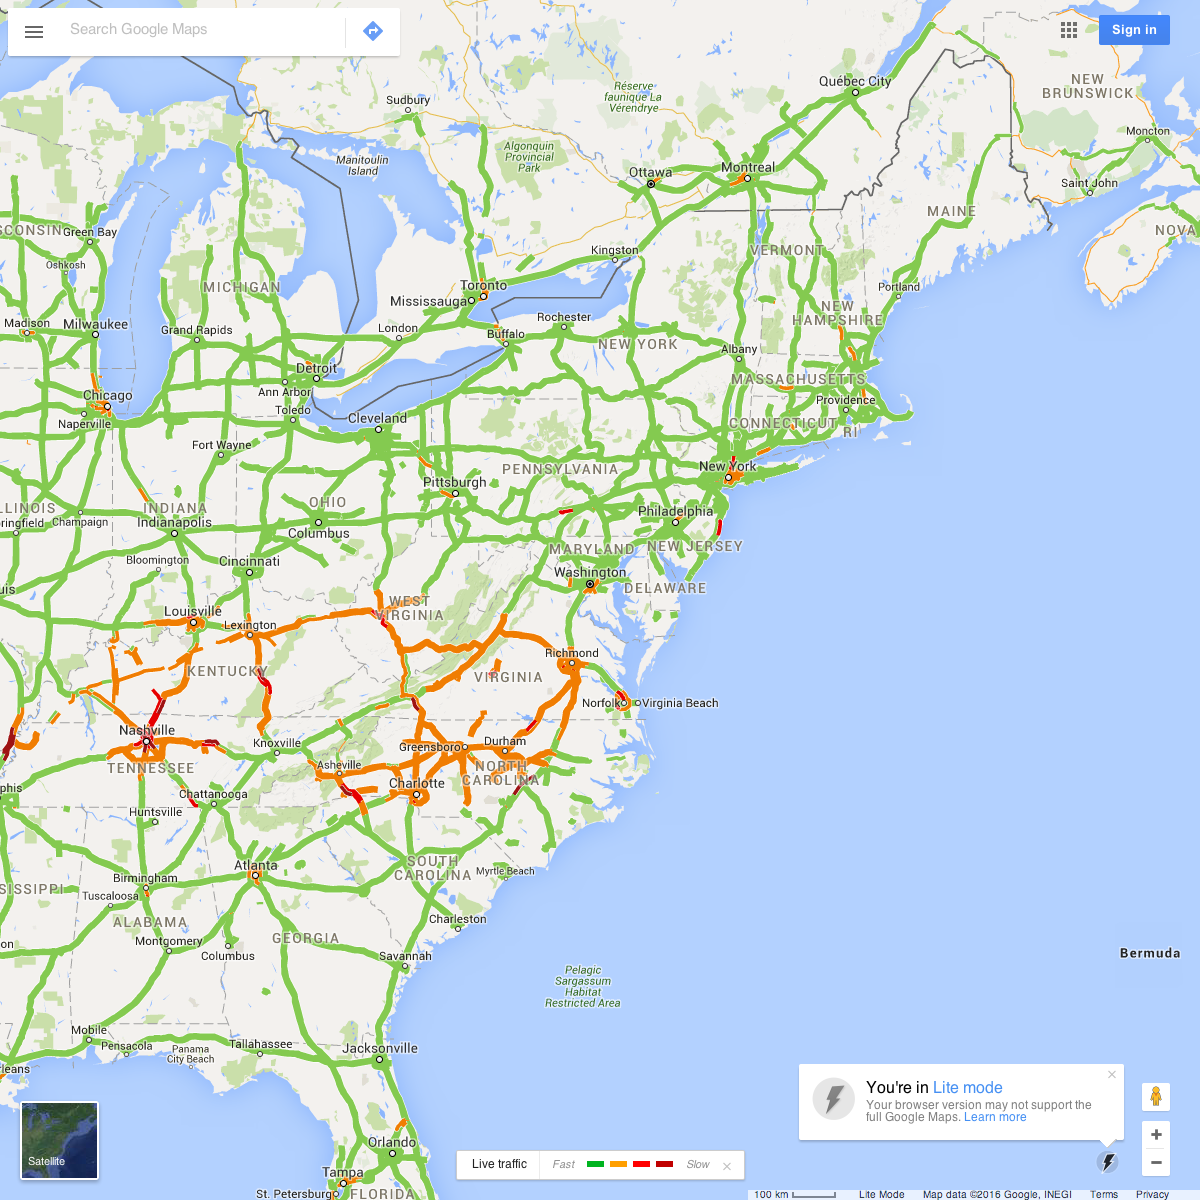 Search Google Maps
Sign in
Québec City
NEW
BRUNSWICK
Réserve
faunique La
Vérendrye
Sudbury
Moncton
Algonquin
Provincial
Park
Manitoulin
Island
Ottawa
Montreal
Saint John
MAINE
NOVA
CONSIN
Green Bay
Kingston
VERMONT
Oshkosh
MICHIGAN
Toronto
Portland
Mississauga
NEW
HAMPSHIRE
Madison
Milwaukee
Grand Rapids
London
Rochester
Buffalo
NEW YORK
Albany
Detroit
Ann Arbor
MASSACHUSETTS
Chicago
Toledo
Providence
Naperville
Cleveland
CONNECTICUT
RI
Fort Wayne
PENNSYLVANIA
New York
Pittsburgh
LLINOIS
INDIANA
OHIO
Philadelphia
ringfield
Champaign
Indianapolis
Columbus
MARYLAND
NEW JERSEY
Bloomington
Cincinnati
Washington
DELAWARE
uis
WEST
VIRGINIA
Louisville
Lexington
Richmond
KENTUCKY
VIRGINIA
Norfolk
Virginia Beach
Nashville
Knoxville
Greensboro
Durham
TENNESSEE
Asheville
NORTH
CAROLINA
phis
Charlotte
Chattanooga
Huntsville
Atlanta
SOUTH
CAROLINA
Myrtle Beach
Birmingham
SISSIPPI
Tuscaloosa
ALABAMA
Charleston
GEORGIA
on
Montgomery
Columbus
Savannah
Bermuda
Pelagic
Sargassum
Habitat
Restricted Area
Mobile
Pensacola
Panama
City Beach
Tallahassee
Jacksonville
leans
You're in Lite mode
Your browser version may not support the
full Google Maps. Learn more
Orlando
Satellite
Live traffic
Fast
Slow
Tampa
St. Petersburg
FLORIDA
100 km
Lite Mode
Map data ©2016 Google, INEGI
Terms
Privacy